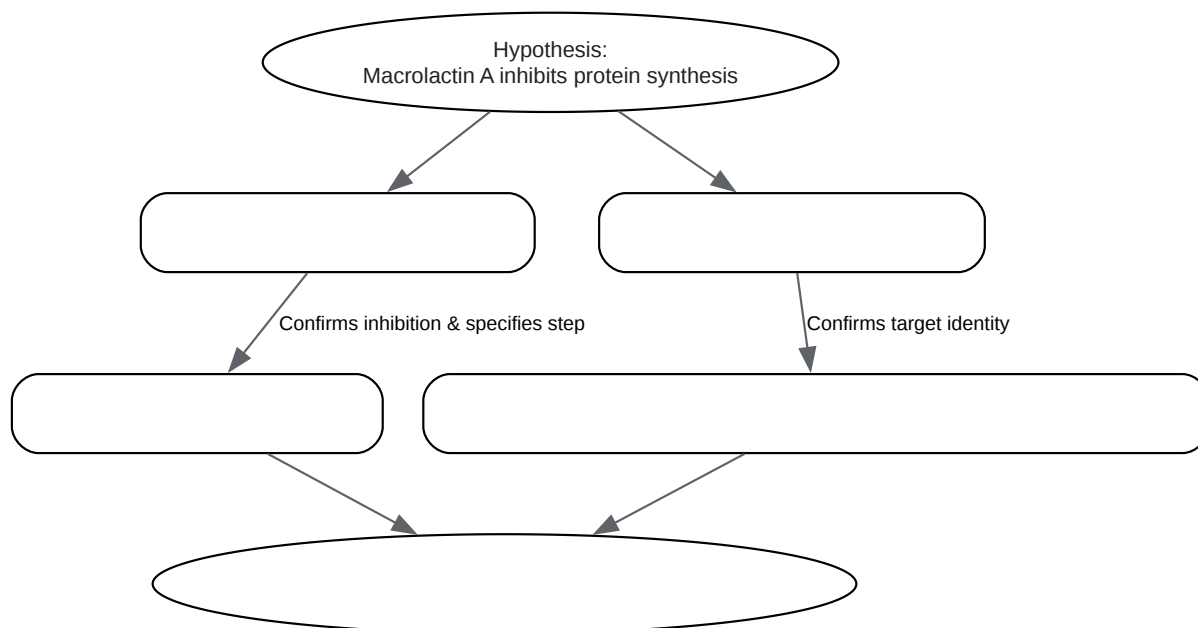 Hypothesis:
Macrolactin A inhibits protein synthesis
Confirms inhibition & specifies step
Confirms target identity